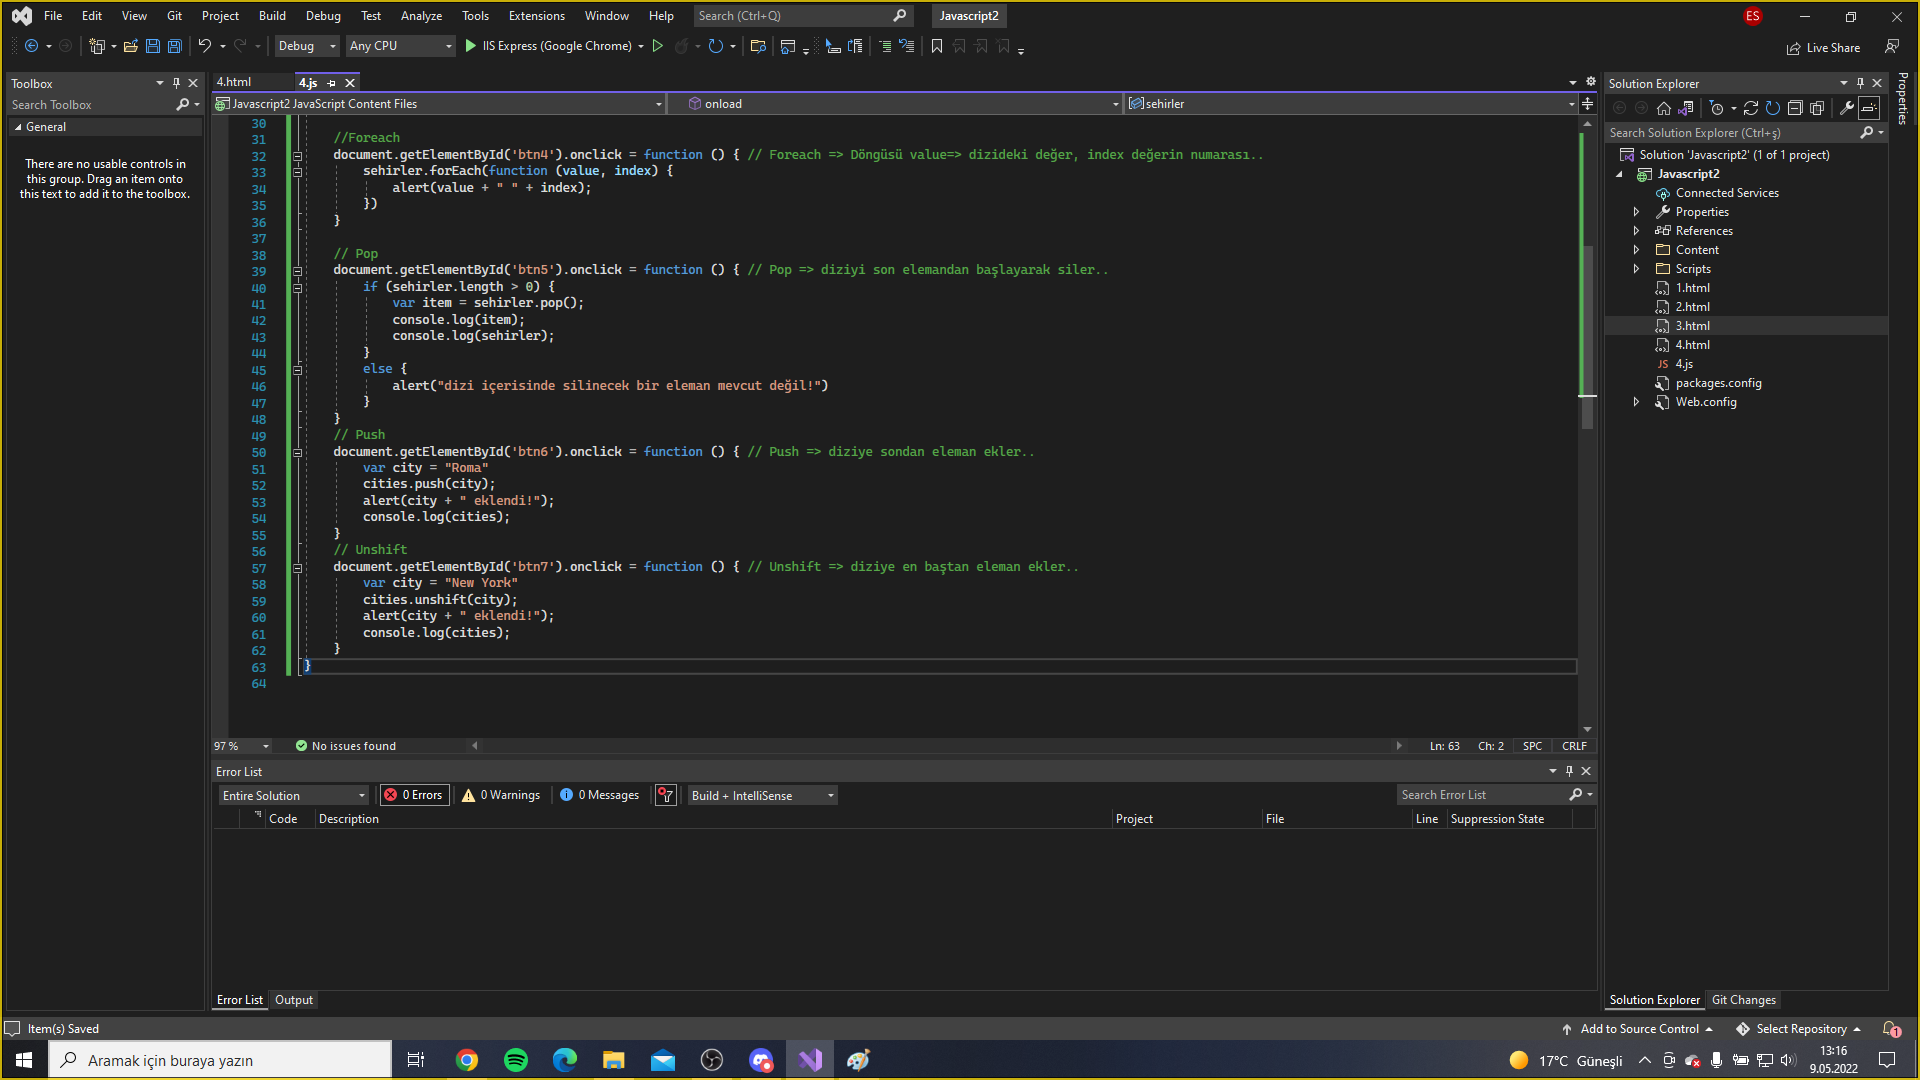 File Edit View Git Project Build Debug Test Analyze Tools Extensions Window Help Search (Ctrl+Q) Javascript2 ES
Debug Any CPU IIS Express (Google Chrome) Live Share
Toolbox
Search Toolbox
General
There are no usable controls in
this group. Drag an item onto
this text to add it to the toolbox.
4.html 4.js
Javascript2 JavaScript Content Files onload sehirler
30
31 //Foreach
32 document.getElementById('btn4').onclick = function () { // Foreach => Döngüsü value=> dizideki değer, index değerin numarası..
33 sehirler.forEach(function (value, index) {
34 alert(value + " " + index);
35 })
36 }
37
38 // Pop
39 document.getElementById('btn5').onclick = function () { // Pop => diziyi son elemandan başlayarak siler..
40 if (sehirler.length > 0) {
41 var item = sehirler.pop();
42 console.log(item);
43 console.log(sehirler);
44 }
45 else {
46 alert("dizi içerisinde silinecek bir eleman mevcut değil!")
47 }
48 }
49 // Push
50 document.getElementById('btn6').onclick = function () { // Push => diziye sondan eleman ekler..
51 var city = "Roma"
52 cities.push(city);
53 alert(city + " eklendi!");
54 console.log(cities);
55 }
56 // Unshift
57 document.getElementById('btn7').onclick = function () { // Unshift => diziye en baştan eleman ekler..
58 var city = "New York"
59 cities.unshift(city);
60 alert(city + " eklendi!");
61 console.log(cities);
62 }
63 }
64
97 % No issues found Ln: 63 Ch: 2 SPC CRLF
Error List
Entire Solution 0 Errors 0 Warnings 0 Messages Build + IntelliSense Search Error List
Code Description Project File Line Suppression State
Error List Output
Solution Explorer
Search Solution Explorer (Ctrl+ş)
Solution 'Javascript2' (1 of 1 project)
Javascript2
Connected Services
Properties
References
Content
Scripts
1.html
2.html
3.html
4.html
JS 4.js
packages.config
Web.config
Solution Explorer Git Changes
Properties
Item(s) Saved Add to Source Control Select Repository 1
Aramak için buraya yazın 17°C Güneşli 13:16
9.05.2022